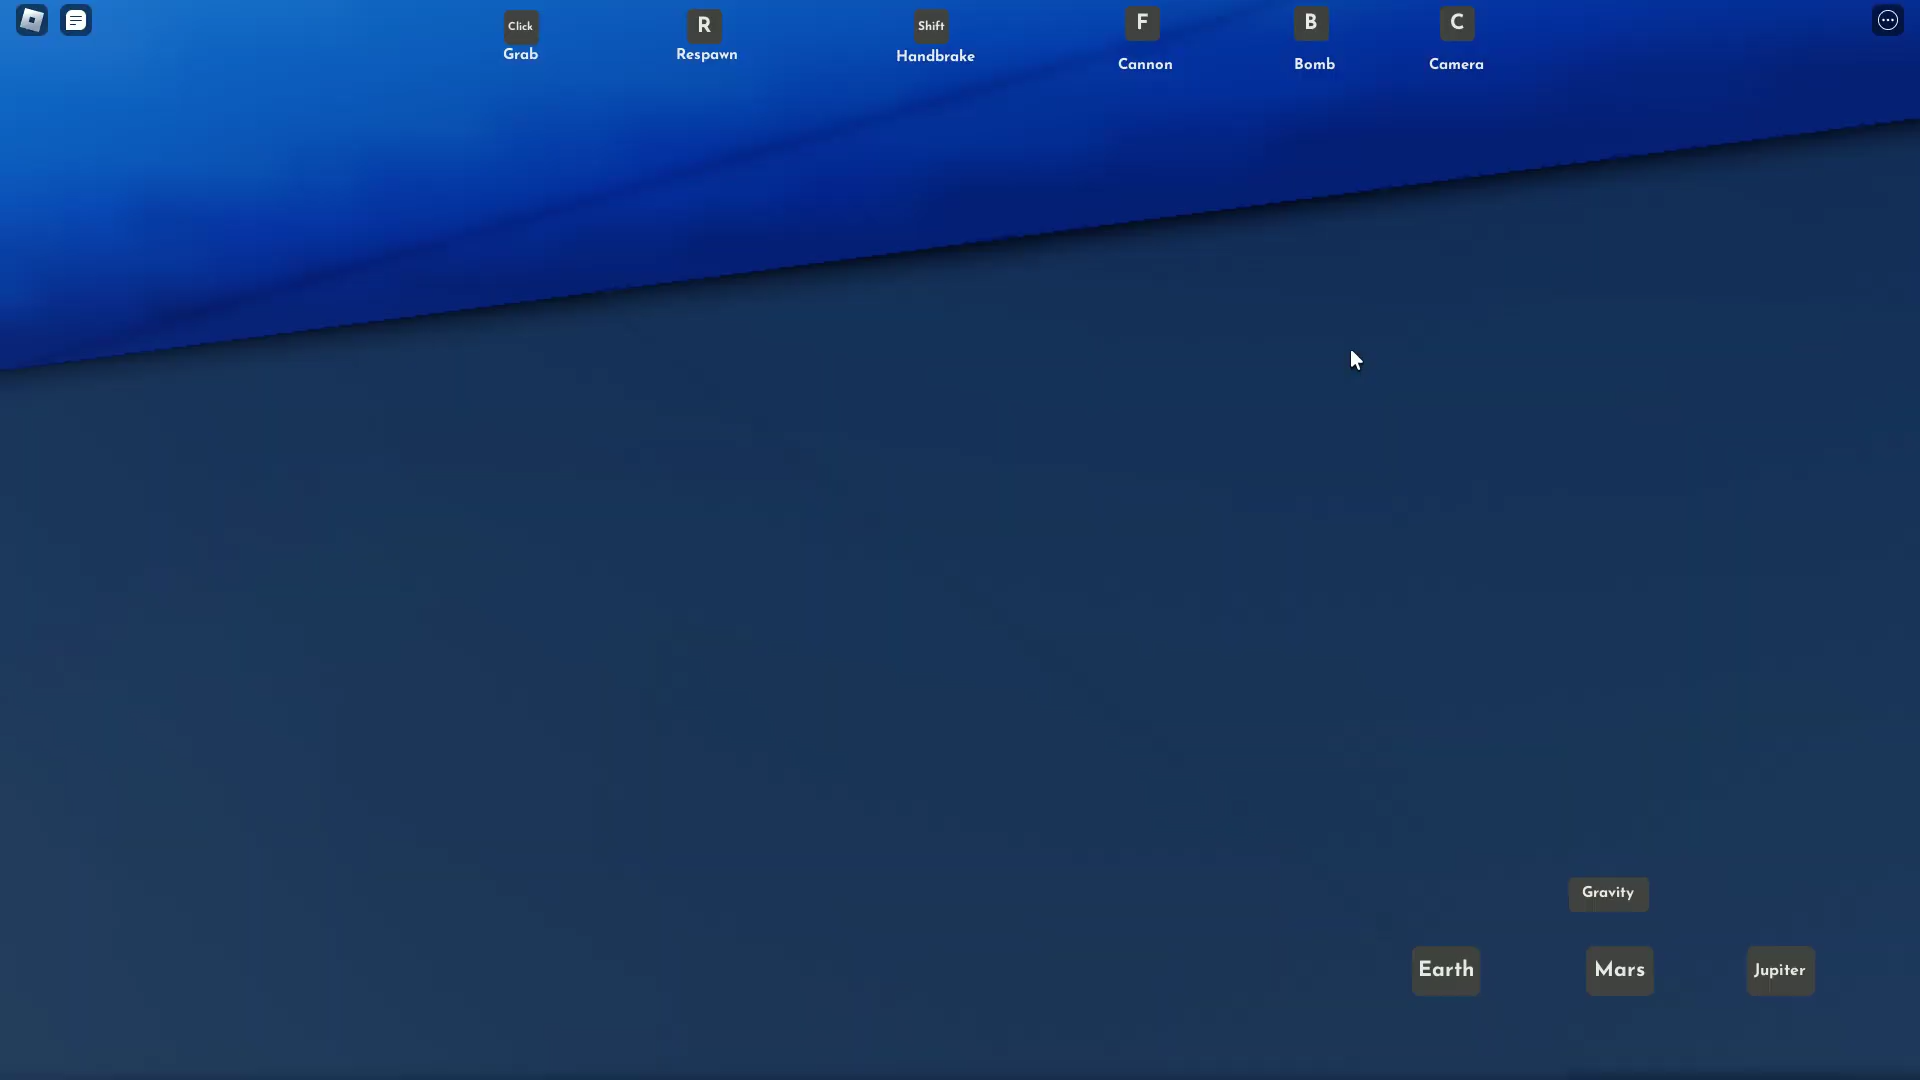 Click
Grab
R
Respawn
Shift
Handbrake
F
Cannon
B
Bomb
C
Camera
Gravity
Earth
Mars
Jupiter